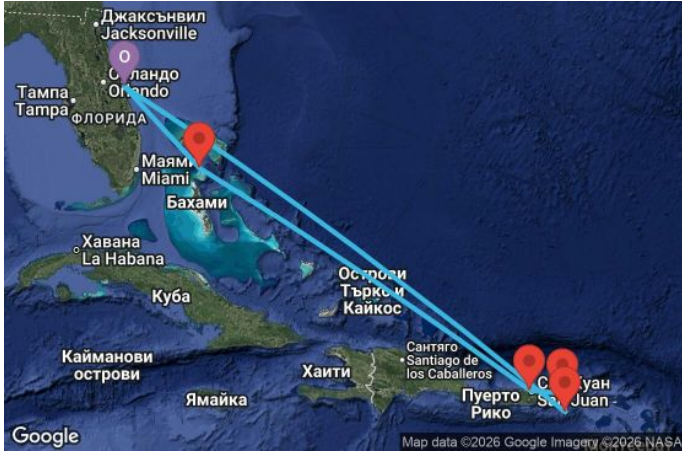 Джаксънвил
Jacksonville
O
Орландо
Orlando
Тампа
Tampa
ФЛОРИДА
Маями
Miami
Бахами
Хавана
La Habana
Куба
Острови
Търкс и
Кайкос
Кайманови
острови
Ямайка
Хаити
Сантяго
Santiago de
los Caballeros
Пуерто
Рико
San Juan
Google
Map data ©2026 Google Imagery ©2026 NASA